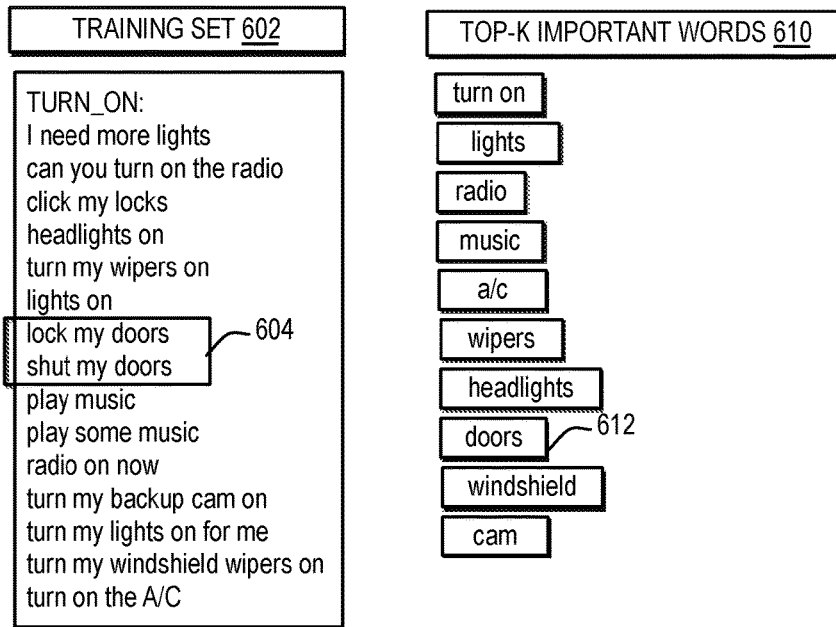 TRAINING SET 602
TURN_ON:
I need more lights
can you turn on the radio
click my locks
headlights on
turn my wipers on
lights on
lock my doors
shut my doors
604
play music
play some music
radio on now
turn my backup cam on
turn my lights on for me
turn my windshield wipers on
turn on the A/C
TOP-K IMPORTANT WORDS 610
turn on
lights
radio
music
a/c
wipers
headlights
doors
612
windshield
cam